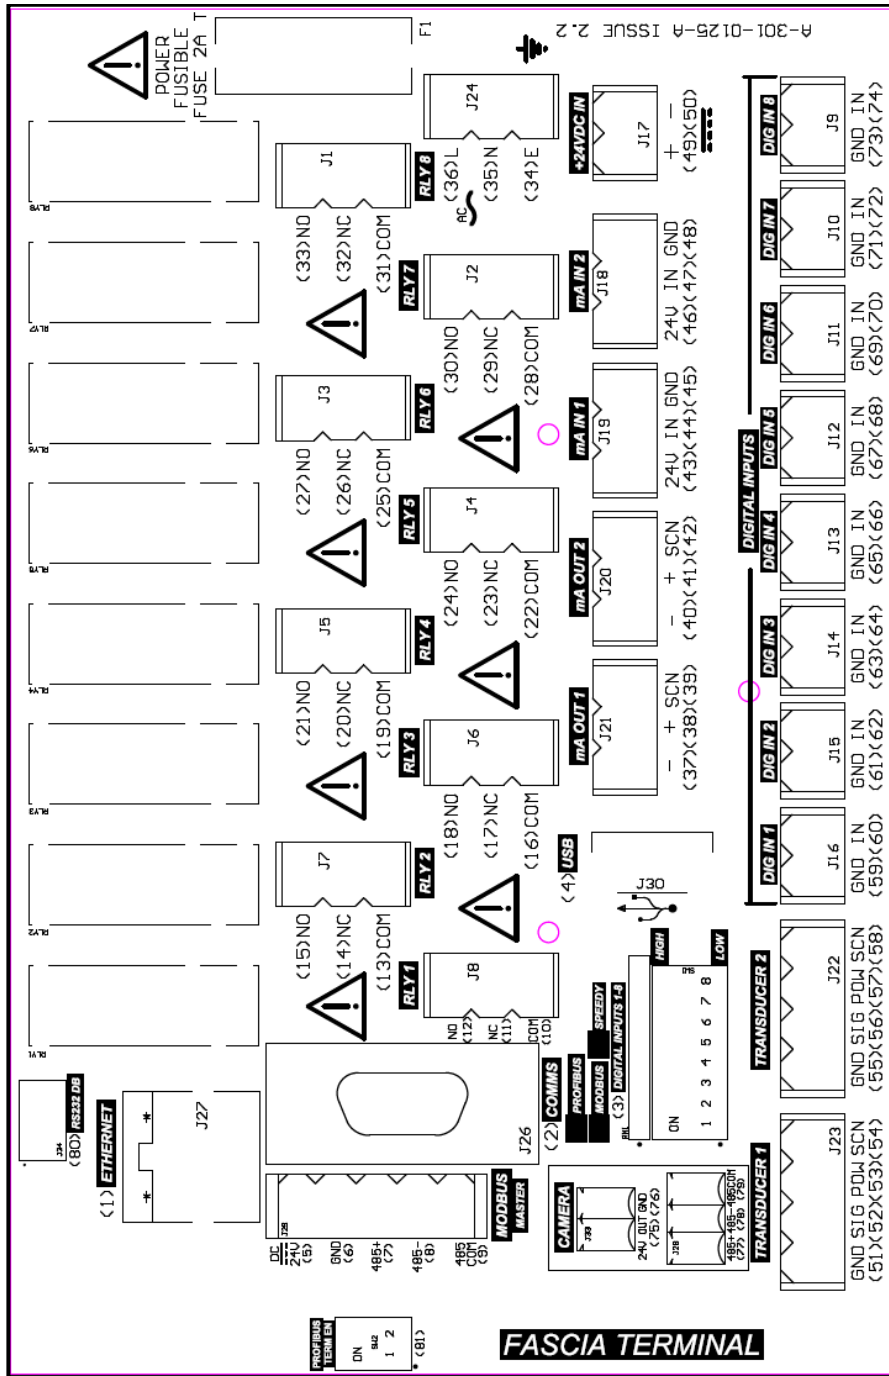 A-301-0125-A ISSUE 2.2
POWER
FUSIBLE
FUSE 2A T
F1
J24
(36)L
(35)N
(34)E
AC
+24VDC IN
J17
+ -
(49)(50)
RLY8
J1
RLY 8
(33)NO
(32)NC
(31)COM
RLY7
RLY 7
J2
(30)NO
(29)NC
(28)COM
RLY6
J3
RLY 6
(27)NO
(26)NC
(25)COM
RLY 5
J4
(24)NO
(23)NC
(22)COM
RLY4
J5
RLY 4
(21)NO
(20)NC
(19)COM
RLY3
RLY 3
J6
(18)NO
(17)NC
(16)COM
RLY2
J7
RLY 2
(15)NO
(14)NC
(13)COM
RLY1
RLY 1
J8
NO
(12)
NC
(11)
COM
(10)
mA IN 2
J18
24V IN GND
(46)(47)(48)
mA IN 1
J19
24V IN GND
(43)(44)(45)
mA OUT 2
J20
- + SCN
(40)(41)(42)
mA OUT 1
J21
- + SCN
(37)(38)(39)
DIGITAL INPUTS
DIG IN 8
J9
GND IN
(73)(74)
DIG IN 7
J10
GND IN
(71)(72)
DIG IN 6
J11
GND IN
(69)(70)
DIG IN 5
J12
GND IN
(67)(68)
DIG IN 4
J13
GND IN
(65)(66)
DIG IN 3
J14
GND IN
(63)(64)
DIG IN 2
J15
GND IN
(61)(62)
DIG IN 1
J16
GND IN
(59)(60)
(4) USB
J30
TRANSDUCER 2
J22
GND SIG POW SCN
(55)(56)(57)(58)
TRANSDUCER 1
J23
GND SIG POW SCN
(51)(52)(53)(54)
J26
(2) COMMS
PROFIBUS
MODBUS
SPEEDY
(3) DIGITAL INPUTS 1-8
HIGH
LOW
ON
1 2 3 4 5 6 7 8
J34
(80) RS232 DB
(1) ETHERNET
J27
MODBUS
MASTER
DC
24V
(5)
GND
(6)
485+
(7)
485-
(8)
485
COM
(9)
CAMERA
J33
24V OUT GND
(75)(76)
J28
485+485-485COM
(77) (78) (79)
PROFIBUS
TERM EN
ON
SW2
1 2
(81)
FASCIA TERMINAL